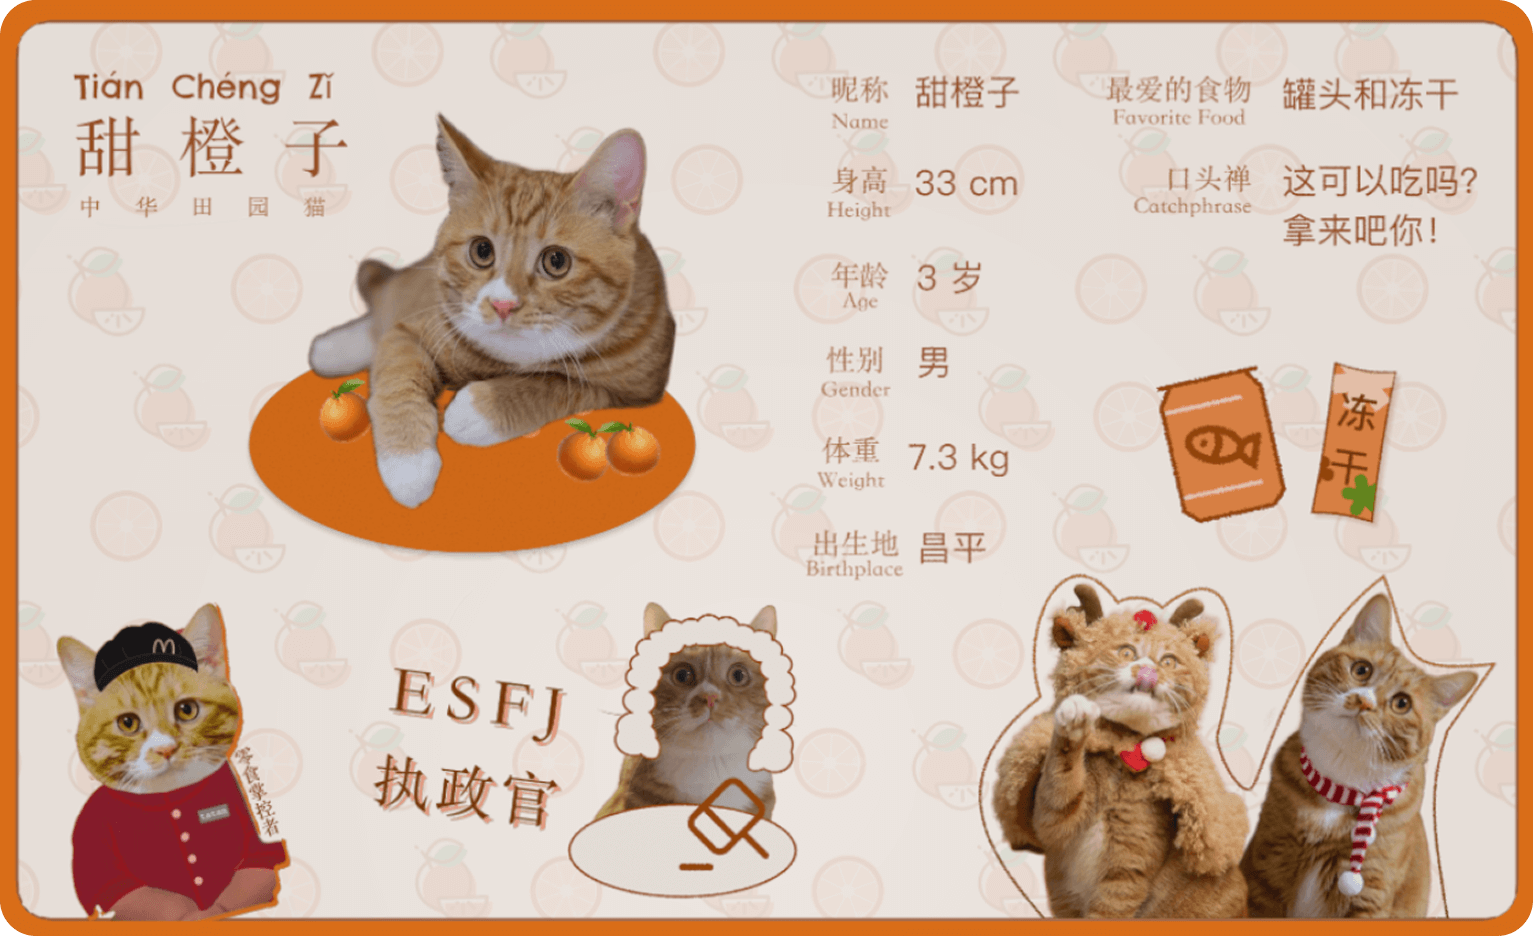 Tián Chéng Zǐ
甜橙子
中华田园猫
昵称 甜橙子
Name
身高 33 cm
Height
年龄 3 岁
Age
性别 男
Gender
体重 7.3 kg
Weight
出生地 昌平
Birthplace
最爱的食物 罐头和冻干
Favorite Food
口头禅 这可以吃吗?
Catchphrase
拿来吧你!
冻
干
M
tatan
零食掌控者
ESFJ
执政官